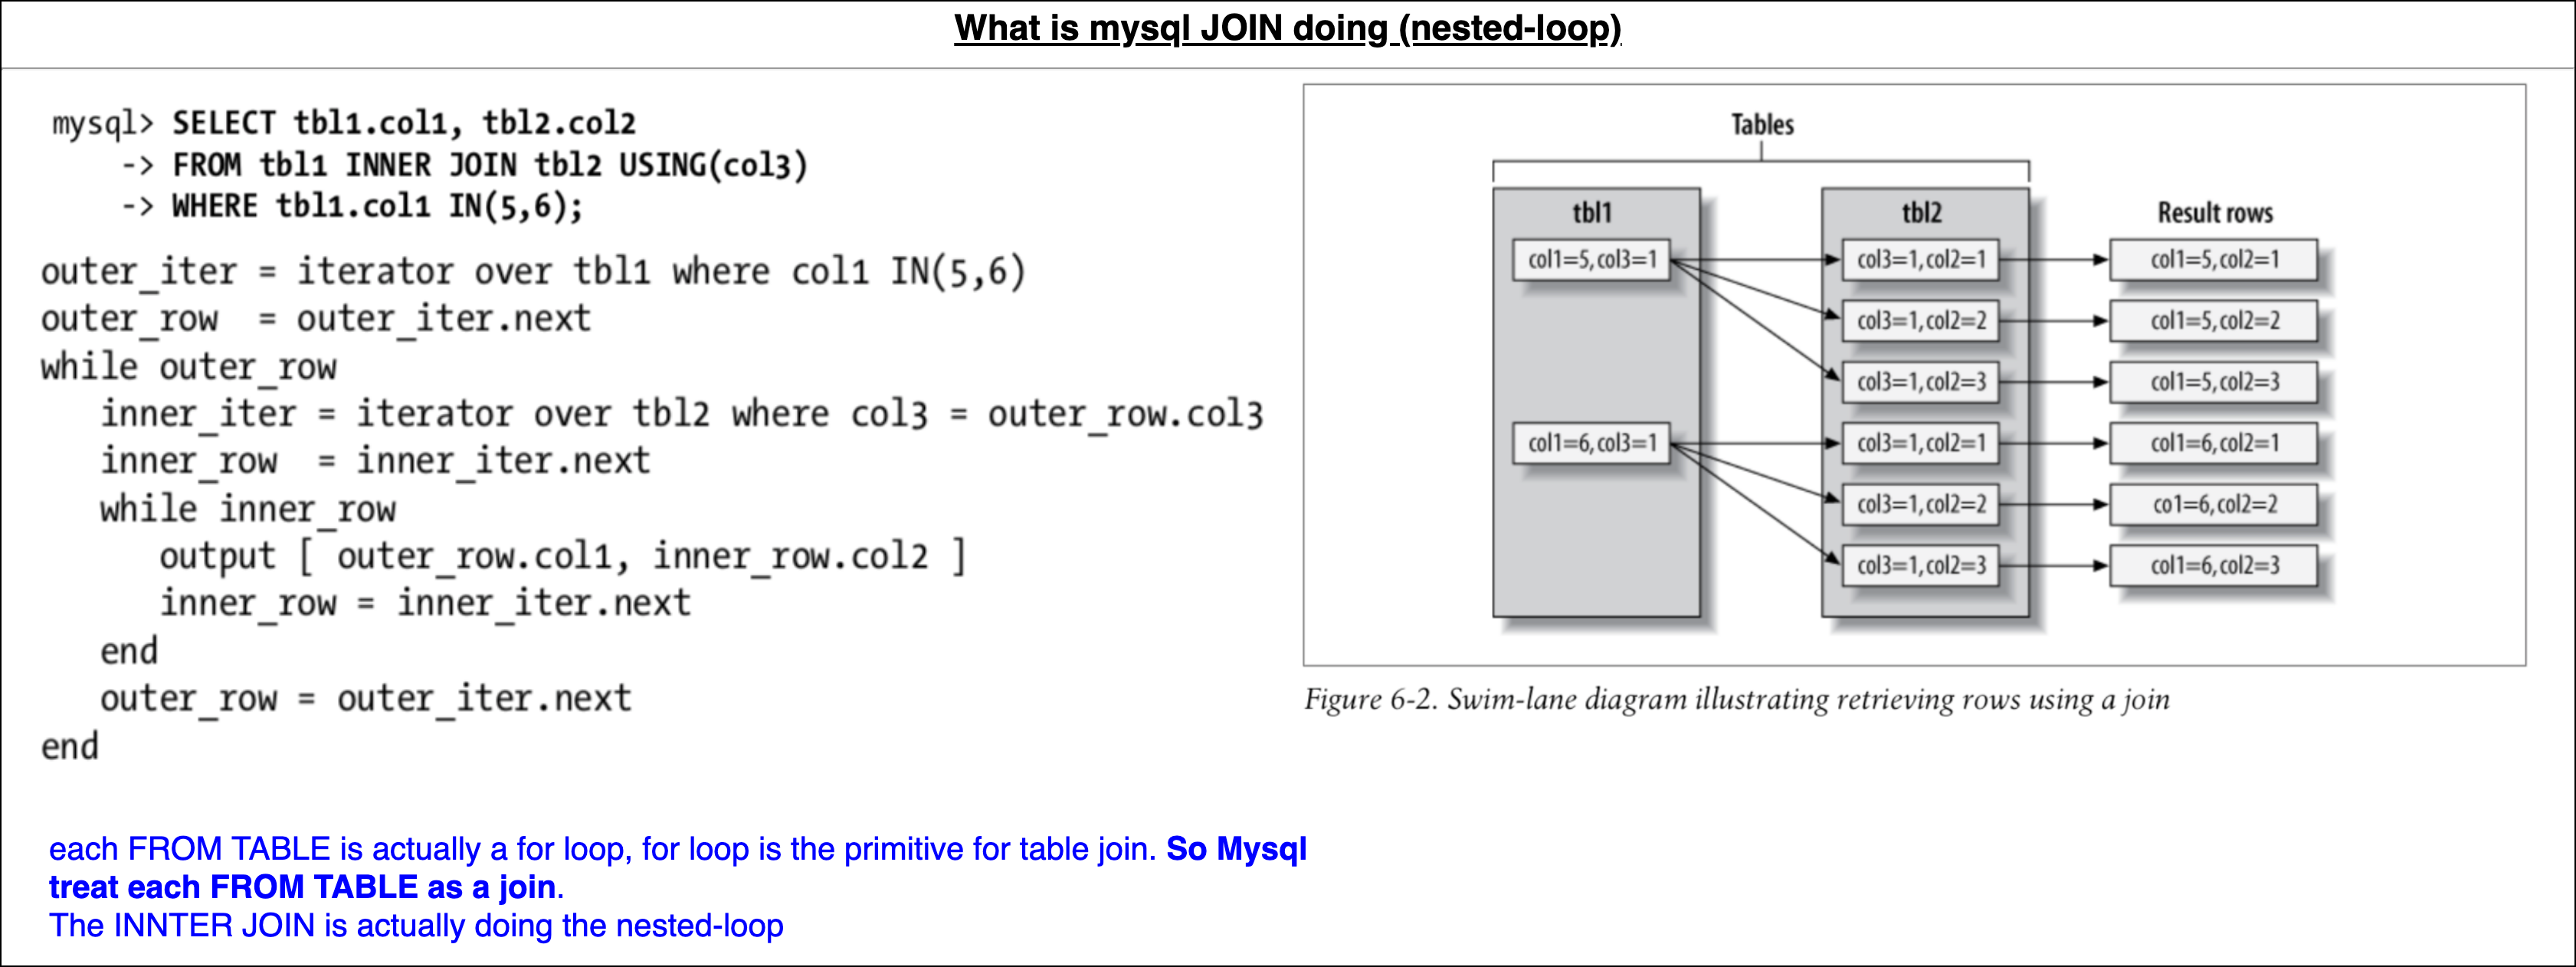 What is mysql JOIN doing (nested-loop)
mysql> SELECT tbl1.col1, tbl2.col2
-> FROM tbl1 INNER JOIN tbl2 USING(col3)
-> WHERE tbl1.col1 IN(5,6);
outer_iter = iterator over tbl1 where col1 IN(5,6)
outer_row = outer_iter.next
while outer_row
inner_iter = iterator over tbl2 where col3 = outer_row.col3
inner_row = inner_iter.next
while inner_row
output [ outer_row.col1, inner_row.col2 ]
inner_row = inner_iter.next
end
outer_row = outer_iter.next
end
Tables
tbl1 tbl2 Result rows
col1=5,col3=1 col3=1,col2=1 col1=5,col2=1
col3=1,col2=2 col1=5,col2=2
col3=1,col2=3 col1=5,col2=3
col1=6,col3=1 col3=1,col2=1 col1=6,col2=1
col3=1,col2=2 co1=6,col2=2
col3=1,col2=3 col1=6,col2=3
Figure 6-2. Swim-lane diagram illustrating retrieving rows using a join
each FROM TABLE is actually a for loop, for loop is the primitive for table join. So Mysql
treat each FROM TABLE as a join.
The INNTER JOIN is actually doing the nested-loop